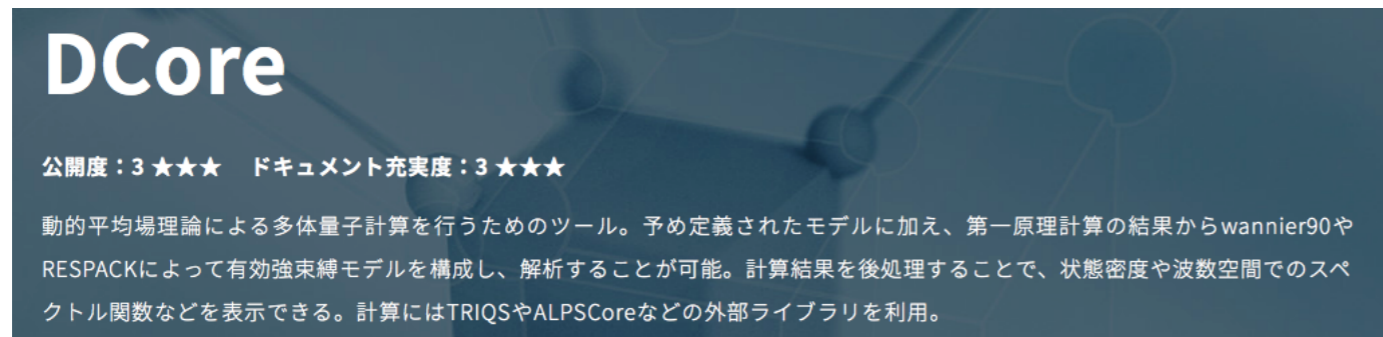 DCore
公開度：3 ★★★　ドキュメント充実度：3 ★★★
動的平均場理論による多体量子計算を行うためのツール。予め定義されたモデルに加え、第一原理計算の結果からwannier90や
RESPACKによって有効強束縛モデルを構成し、解析することが可能。計算結果を後処理することで、状態密度や波数空間でのスペ
クトル関数などを表示できる。計算にはTRIQSやALPSCoreなどの外部ライブラリを利用。